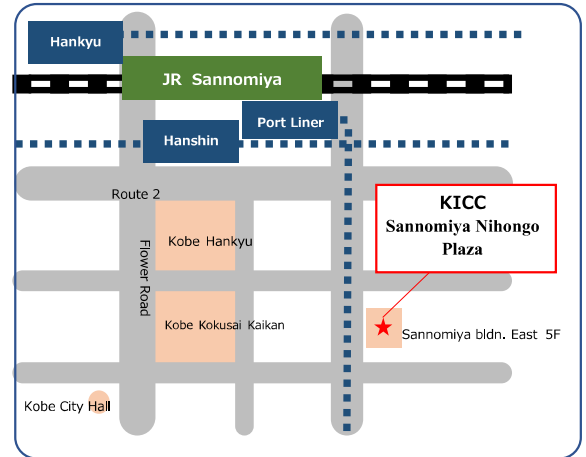 Hankyu
JR Sannomiya
Port Liner
Hanshin
Route 2
KICC
Sannomiya Nihongo
Plaza
Kobe Hankyu
Flower Road
Kobe Kokusai Kaikan
Sannomiya bldn. East 5F
Kobe City Hall